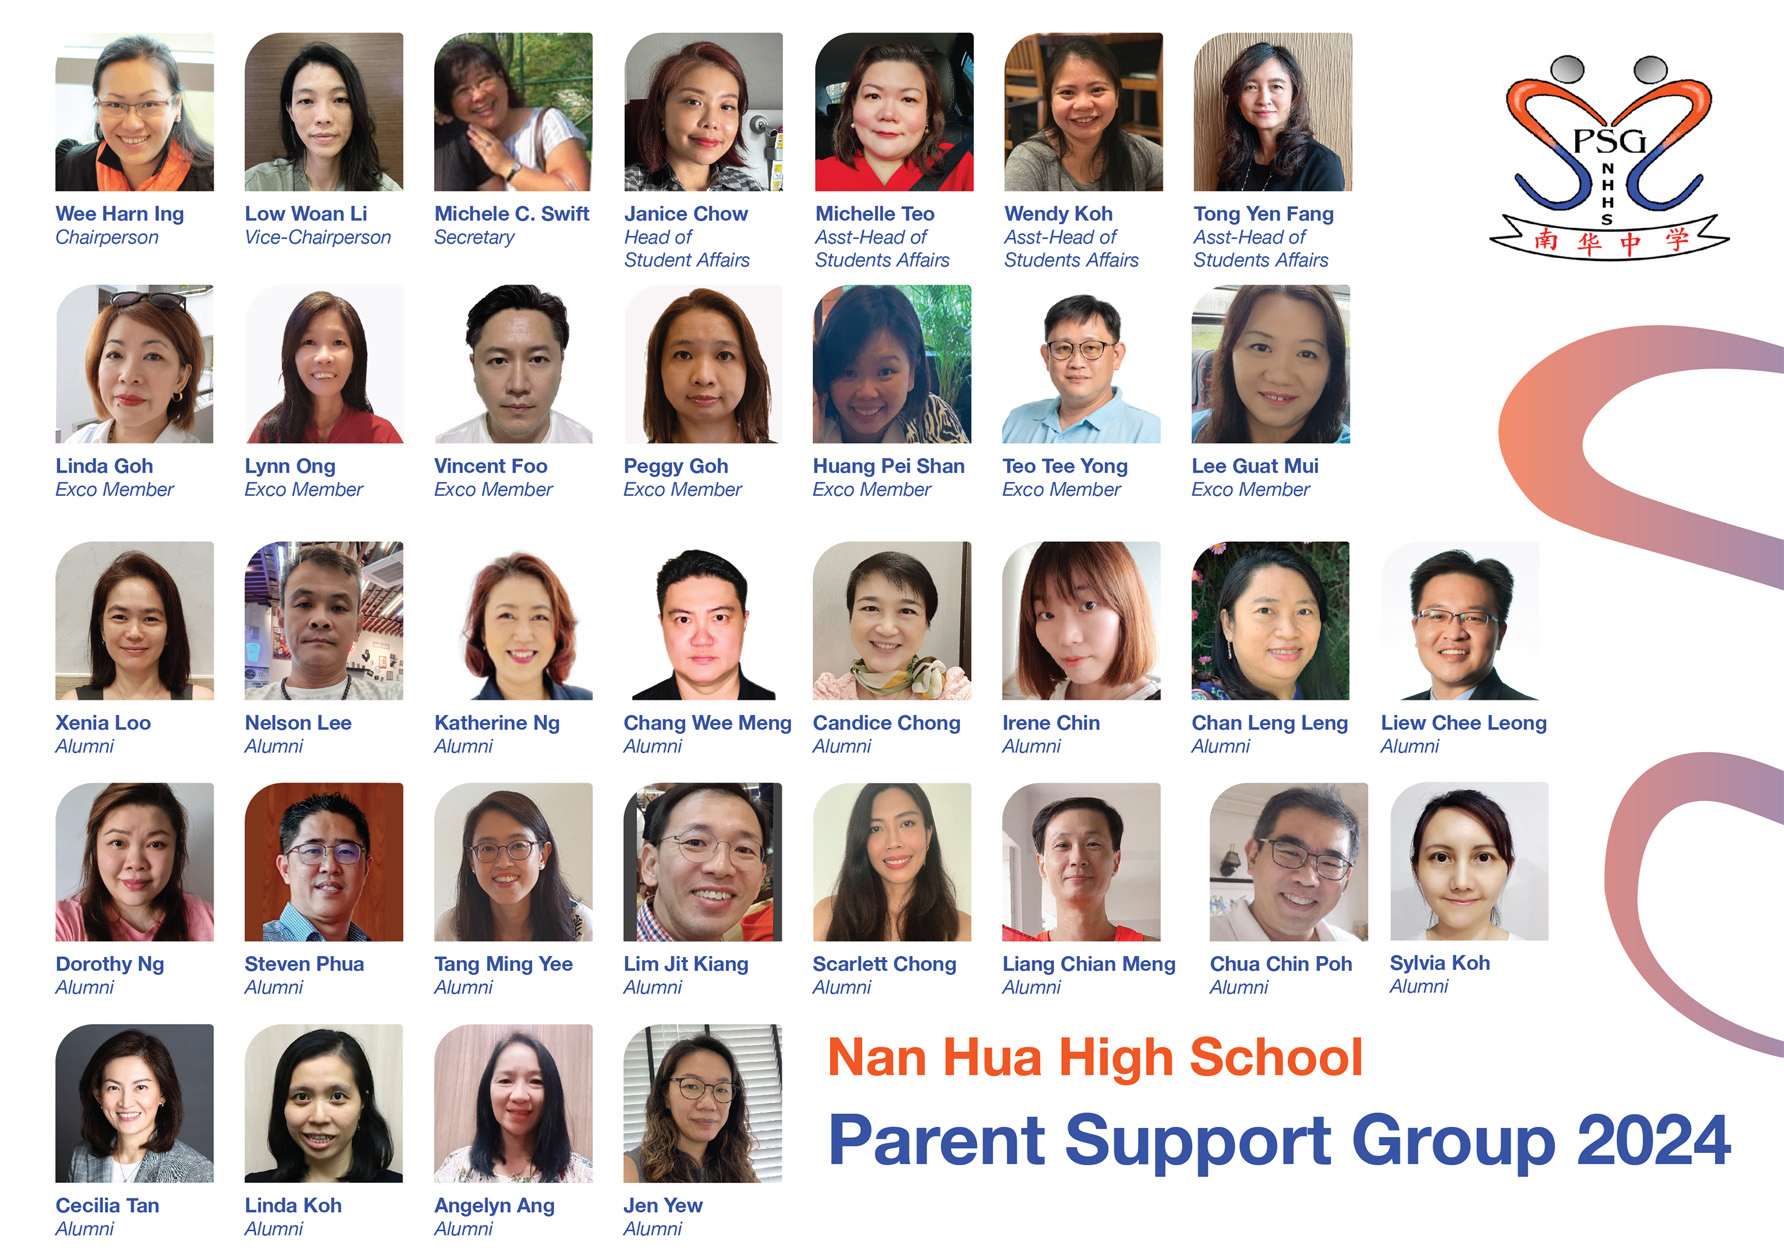 Wee Harn Ing
Chairperson
Low Woan Li
Vice-Chairperson
Michele C. Swift
Secretary
Janice Chow
Head of
Student Affairs
Michelle Teo
Asst-Head of
Students Affairs
Wendy Koh
Asst-Head of
Students Affairs
Tong Yen Fang
Asst-Head of
Students Affairs
PSG
NHHS
南华中学
Linda Goh
Exco Member
Lynn Ong
Exco Member
Vincent Foo
Exco Member
Peggy Goh
Exco Member
Huang Pei Shan
Exco Member
Teo Tee Yong
Exco Member
Lee Guat Mui
Exco Member
Xenia Loo
Alumni
Nelson Lee
Alumni
Katherine Ng
Alumni
Chang Wee Meng
Alumni
Candice Chong
Alumni
Irene Chin
Alumni
Chan Leng Leng
Alumni
Liew Chee Leong
Alumni
Dorothy Ng
Alumni
Steven Phua
Alumni
Tang Ming Yee
Alumni
Lim Jit Kiang
Alumni
Scarlett Chong
Alumni
Liang Chian Meng
Alumni
Chua Chin Poh
Alumni
Sylvia Koh
Alumni
Cecilia Tan
Alumni
Linda Koh
Alumni
Angelyn Ang
Alumni
Jen Yew
Alumni
Nan Hua High School
Parent Support Group 2024